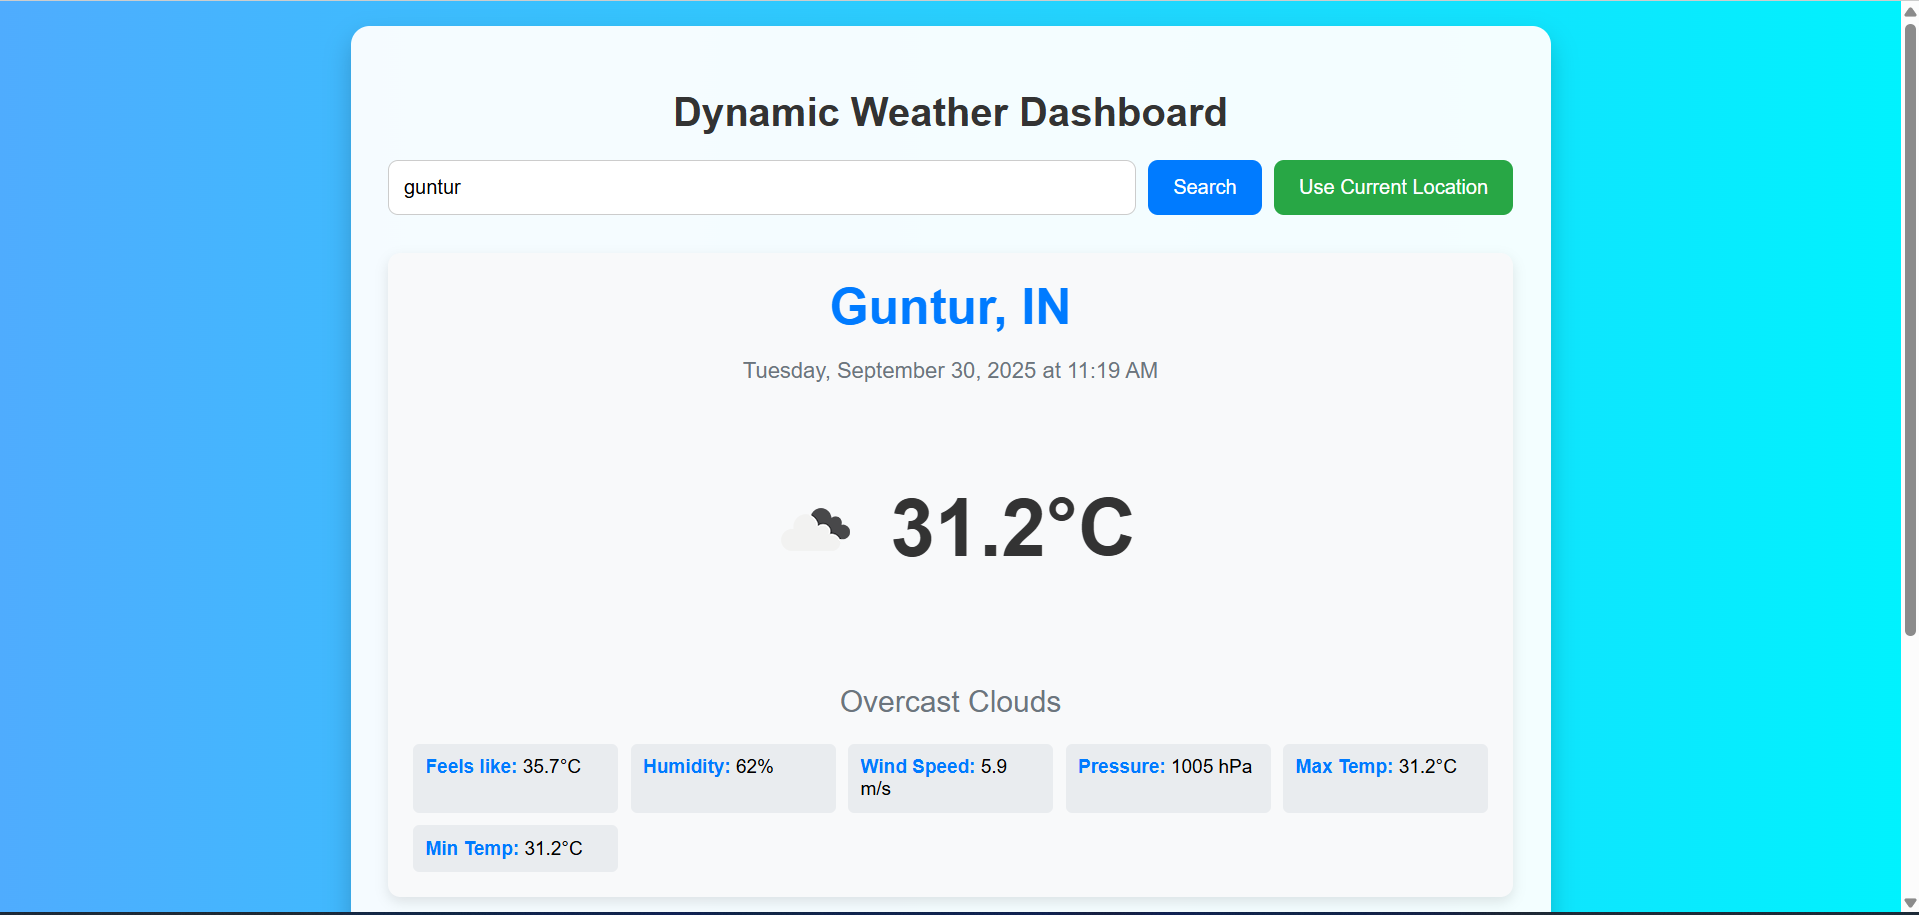 Dynamic Weather Dashboard
guntur
Search
Use Current Location
Guntur, IN
Tuesday, September 30, 2025 at 11:19 AM
31.2°C
Overcast Clouds
Feels like: 35.7°C
Humidity: 62%
Wind Speed: 5.9
m/s
Pressure: 1005 hPa
Max Temp: 31.2°C
Min Temp: 31.2°C